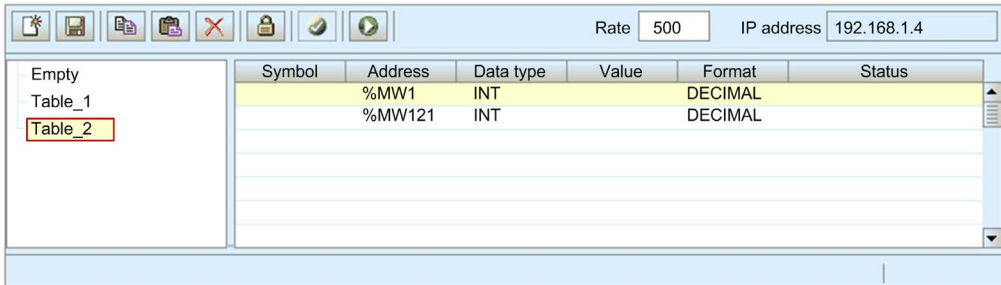 Rate 500 IP address 192.168.1.4
Empty
Table_1
Table_2
Symbol Address Data type Value Format Status
%MW1 INT DECIMAL
%MW121 INT DECIMAL